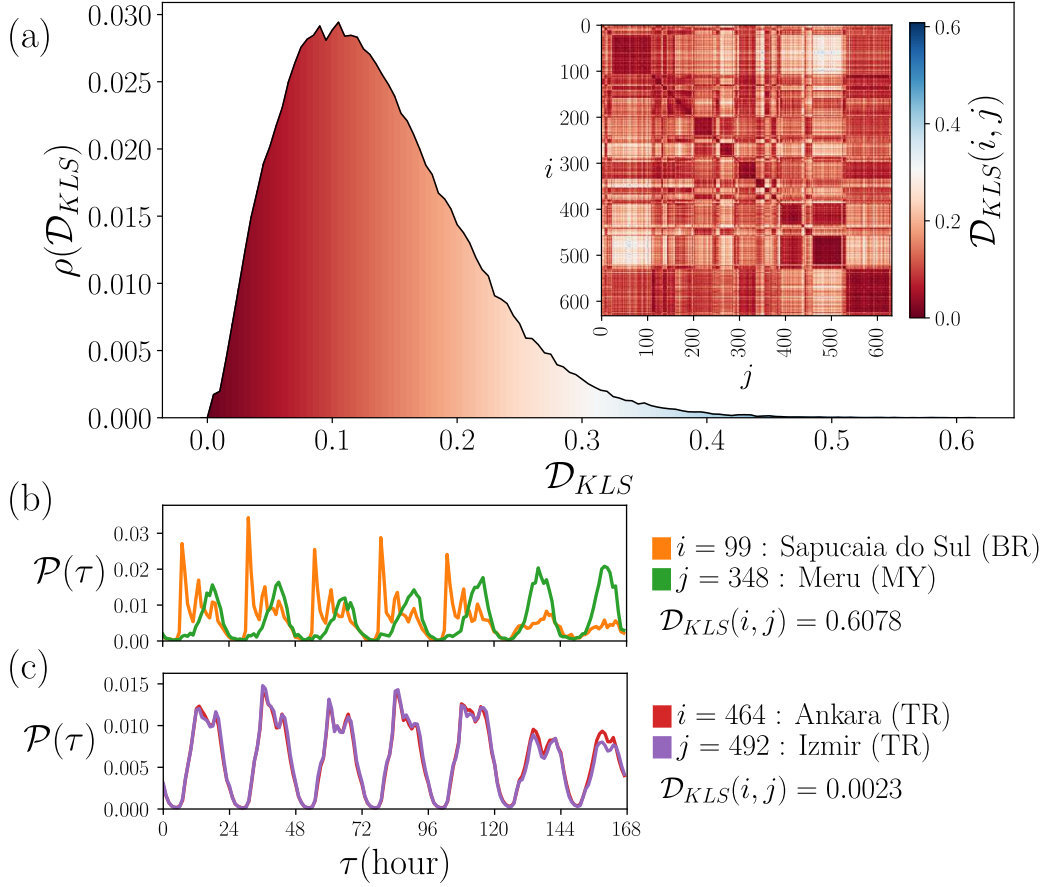 (a)
0.030
0.025
0.020
0.015
0.010
0.005
0.000
ρ(𝒟_KLS)
0.0 0.1 0.2 0.3 0.4 0.5 0.6
𝒟_KLS
0
100
200
300
400
500
600
i
0 100 200 300 400 500 600
j
0.6
0.4
0.2
0.0
𝒟_KLS(i, j)
(b)
0.03
0.02
0.01
0.00
𝒫(τ)
i = 99 : Sapucaia do Sul (BR)
j = 348 : Meru (MY)
𝒟_KLS(i, j) = 0.6078
(c)
0.015
0.010
0.005
0.000
𝒫(τ)
i = 464 : Ankara (TR)
j = 492 : Izmir (TR)
𝒟_KLS(i, j) = 0.0023
0 24 48 72 96 120 144 168
τ(hour)